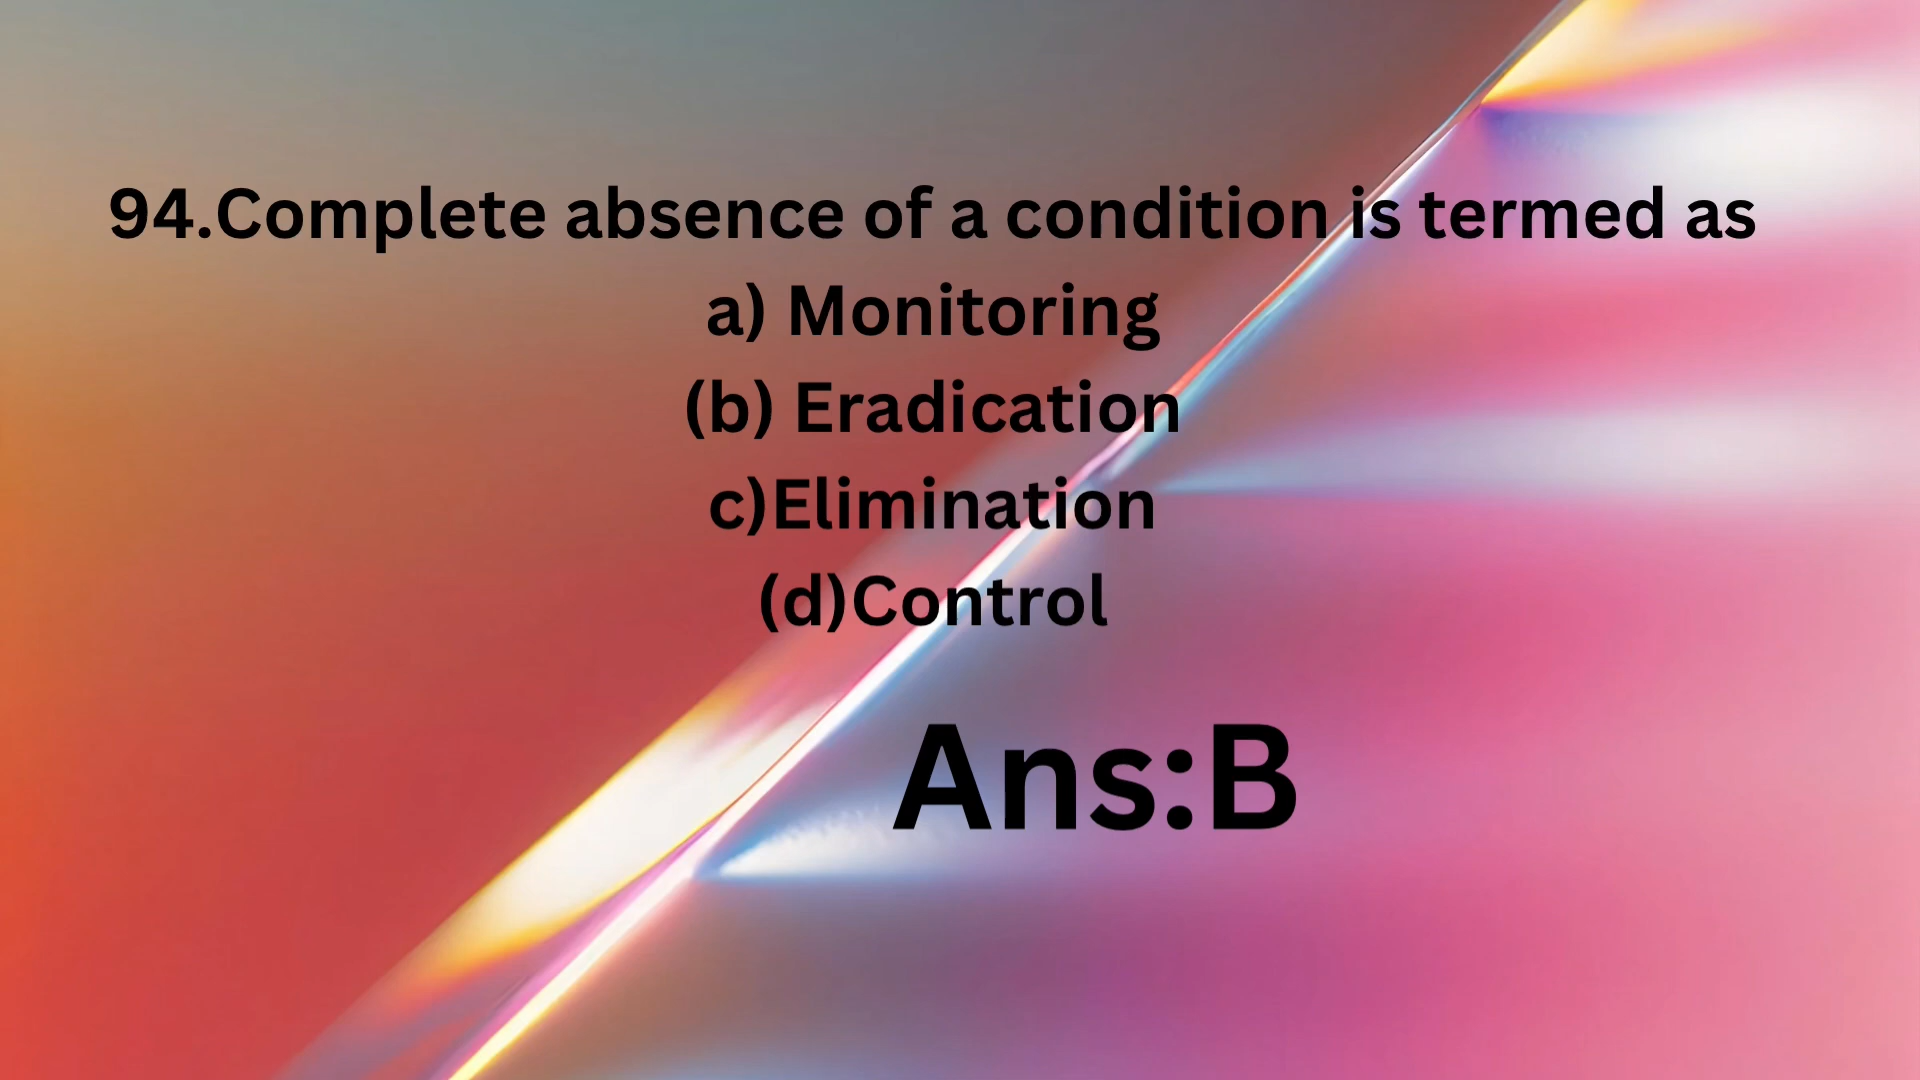 94.Complete absence of a condition is termed as
a) Monitoring
(b) Eradication
c)Elimination
(d)Control
Ans:B